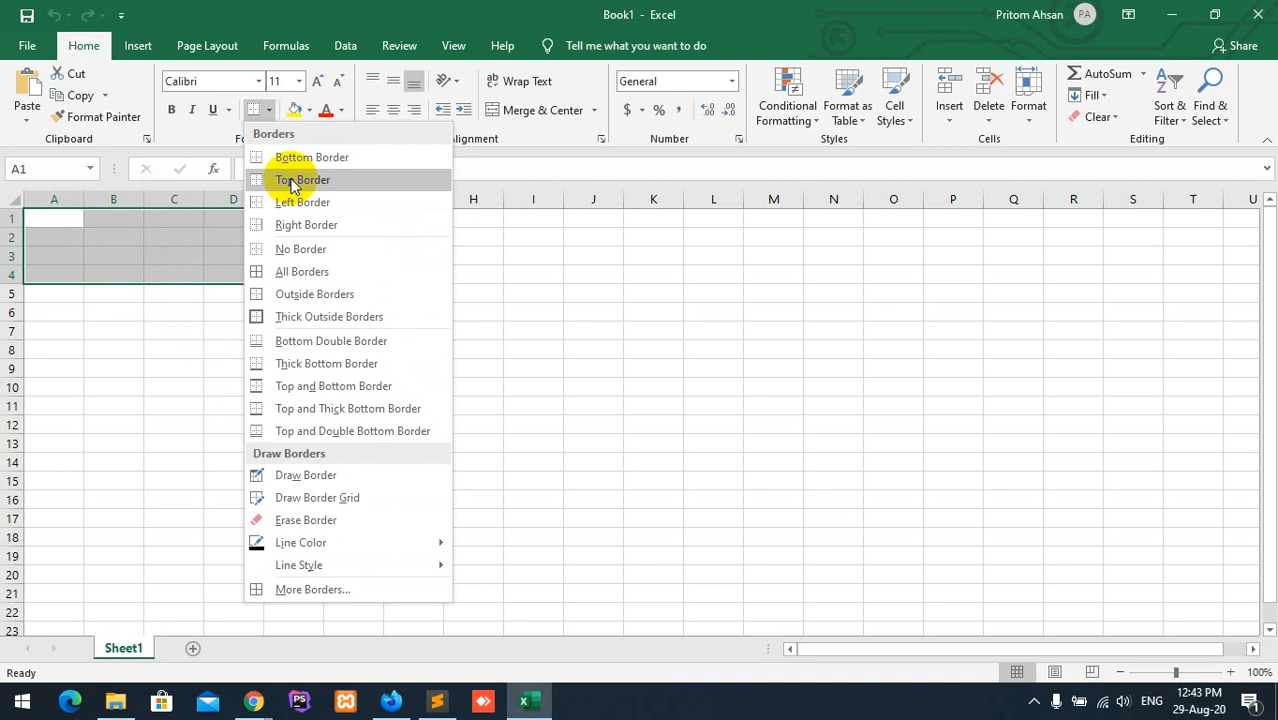 Book1 - Excel
Pritom Ahsan
PA
File
Home
Insert
Page Layout
Formulas
Data
Review
View
Help
Tell me what you want to do
Share
Paste
Cut
Copy
Format Painter
Clipboard
Calibri
11
B I U
Wrap Text
Merge & Center
Alignment
General
$ % ,
Number
Conditional
Formatting
Format as
Table
Cell
Styles
Styles
Insert
Delete
Format
Cells
AutoSum
Fill
Clear
Sort &
Filter
Find &
Select
Editing
A1
fx
A B C D H I J K L M N O P Q R S T U
1
2
3
4
5
6
7
8
9
10
11
12
13
14
15
16
17
18
19
20
21
22
23
Borders
Bottom Border
Top Border
Left Border
Right Border
No Border
All Borders
Outside Borders
Thick Outside Borders
Bottom Double Border
Thick Bottom Border
Top and Bottom Border
Top and Thick Bottom Border
Top and Double Bottom Border
Draw Borders
Draw Border
Draw Border Grid
Erase Border
Line Color
Line Style
More Borders...
Sheet1
Ready
100%
ENG
12:43 PM
29-Aug-20